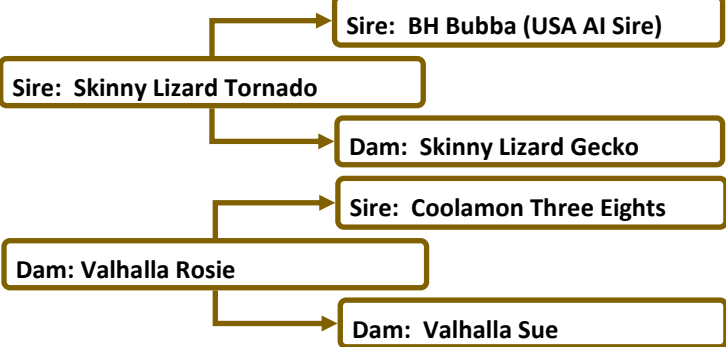 Sire:  BH Bubba (USA AI Sire)
Sire:  Skinny Lizard Tornado
Dam:  Skinny Lizard Gecko
Sire:  Coolamon Three Eights
Dam: Valhalla Rosie
Dam:  Valhalla Sue